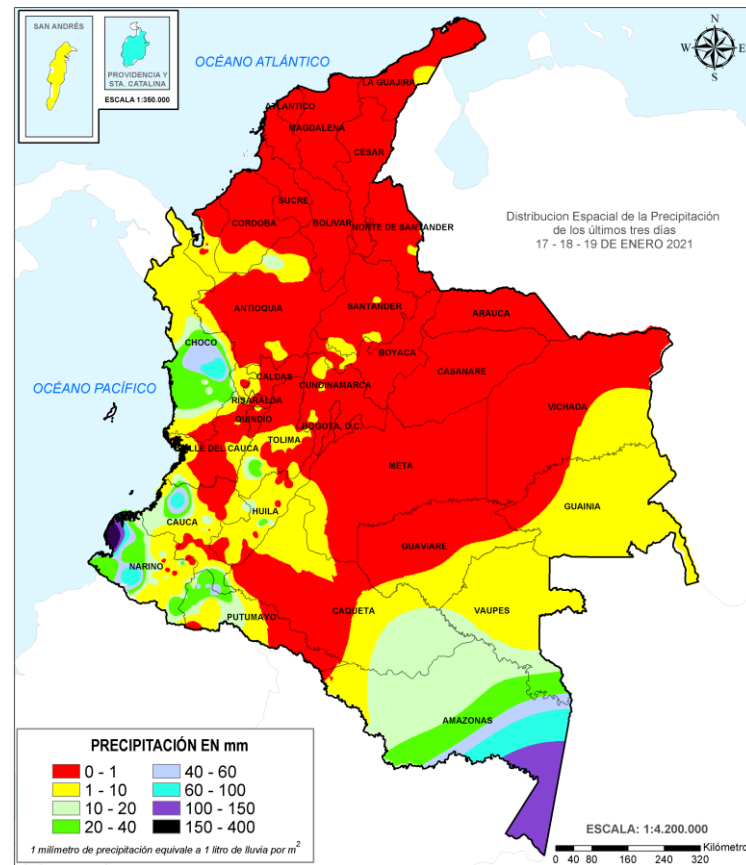 SAN ANDRÉS
PROVIDENCIA Y
STA. CATALINA
ESCALA 1:350.000
OCÉANO ATLÁNTICO
N
W
E
S
LA GUAJIRA
ATLANTICO
MAGDALENA
CESAR
SUCRE
CORDOBA
BOLIVAR
NORTE DE SANTANDER
Distribucion Espacial de la Precipitación
de los últimos tres días
17 - 18 - 19 DE ENERO 2021
ANTIOQUIA
SANTANDER
ARAUCA
CHOCO
BOYACA
OCÉANO PACÍFICO
CALDAS
CUNDINAMARCA
CASANARE
RISARALDA
VICHADA
QUINDIO
BOGOTÁ, D.C.
VALLE DEL CAUCA
TOLIMA
META
GUAINIA
CAUCA
HUILA
GUAVIARE
NARIÑO
PUTUMAYO
CAQUETA
VAUPES
AMAZONAS
PRECIPITACIÓN EN mm
0 - 1
40 - 60
1 - 10
60 - 100
10 - 20
100 - 150
20 - 40
150 - 400
1 milimetro de precipitación equivale a 1 litro de lluvia por m²
ESCALA: 1:4.200.000
Kilómetro
0 40 80 160 240 320